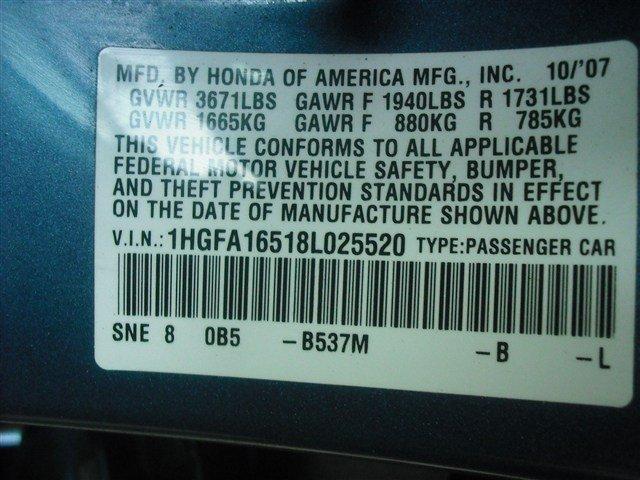 MFD. BY HONDA OF AMERICA MFG., INC. 10/'07
GVWR 3671LBS GAWR F 1940LBS R 1731LBS
GVWR 1665KG GAWR F 880KG R 785KG
THIS VEHICLE CONFORMS TO ALL APPLICABLE
FEDERAL MOTOR VEHICLE SAFETY, BUMPER,
AND THEFT PREVENTION STANDARDS IN EFFECT
ON THE DATE OF MANUFACTURE SHOWN ABOVE.
V.I.N.: 1HGFA16518L025520 TYPE:PASSENGER CAR
SNE 8 0B5 -B537M -B -L